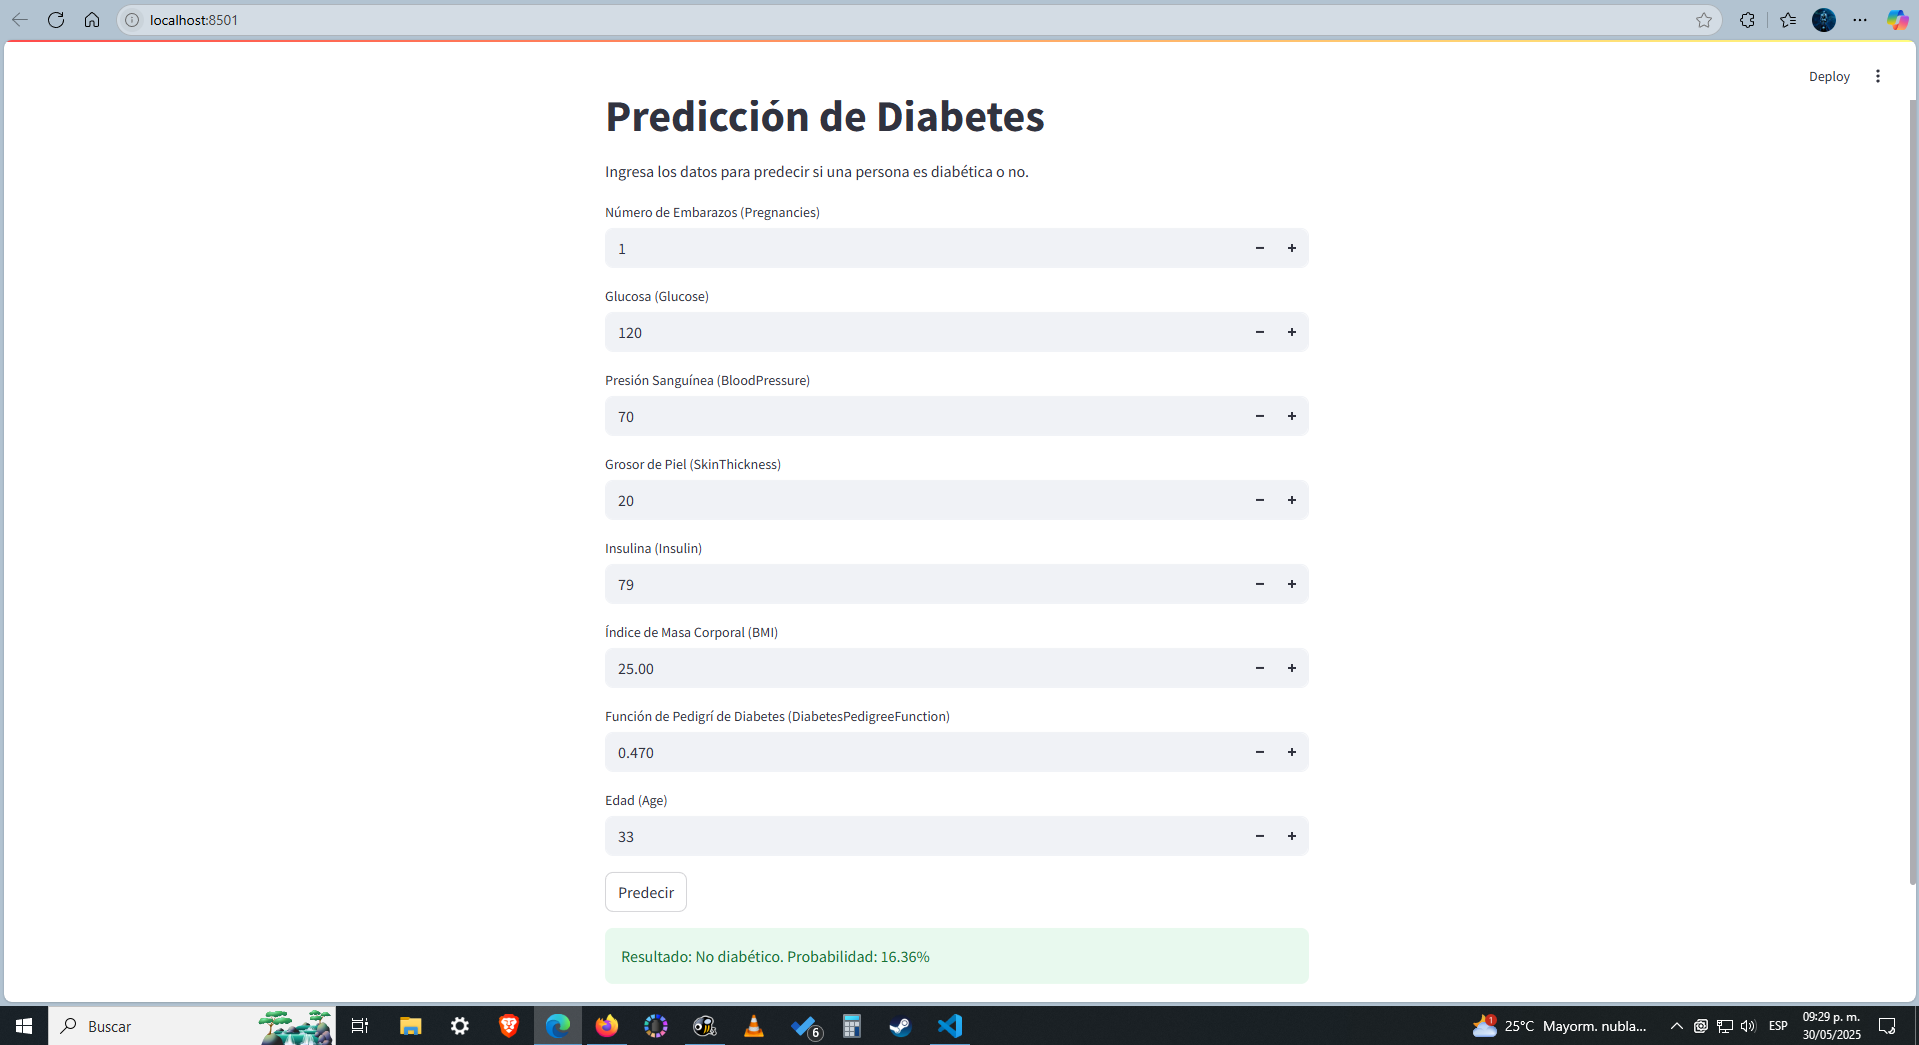 localhost:8501
Deploy
Predicción de Diabetes
Ingresa los datos para predecir si una persona es diabética o no.
Número de Embarazos (Pregnancies)
1
Glucosa (Glucose)
120
Presión Sanguínea (BloodPressure)
70
Grosor de Piel (SkinThickness)
20
Insulina (Insulin)
79
Índice de Masa Corporal (BMI)
25.00
Función de Pedigrí de Diabetes (DiabetesPedigreeFunction)
0.470
Edad (Age)
33
Predecir
Resultado: No diabético. Probabilidad: 16.36%
Buscar
6
1
25°C Mayorm. nubla...
ESP
09:29 p. m.
30/05/2025